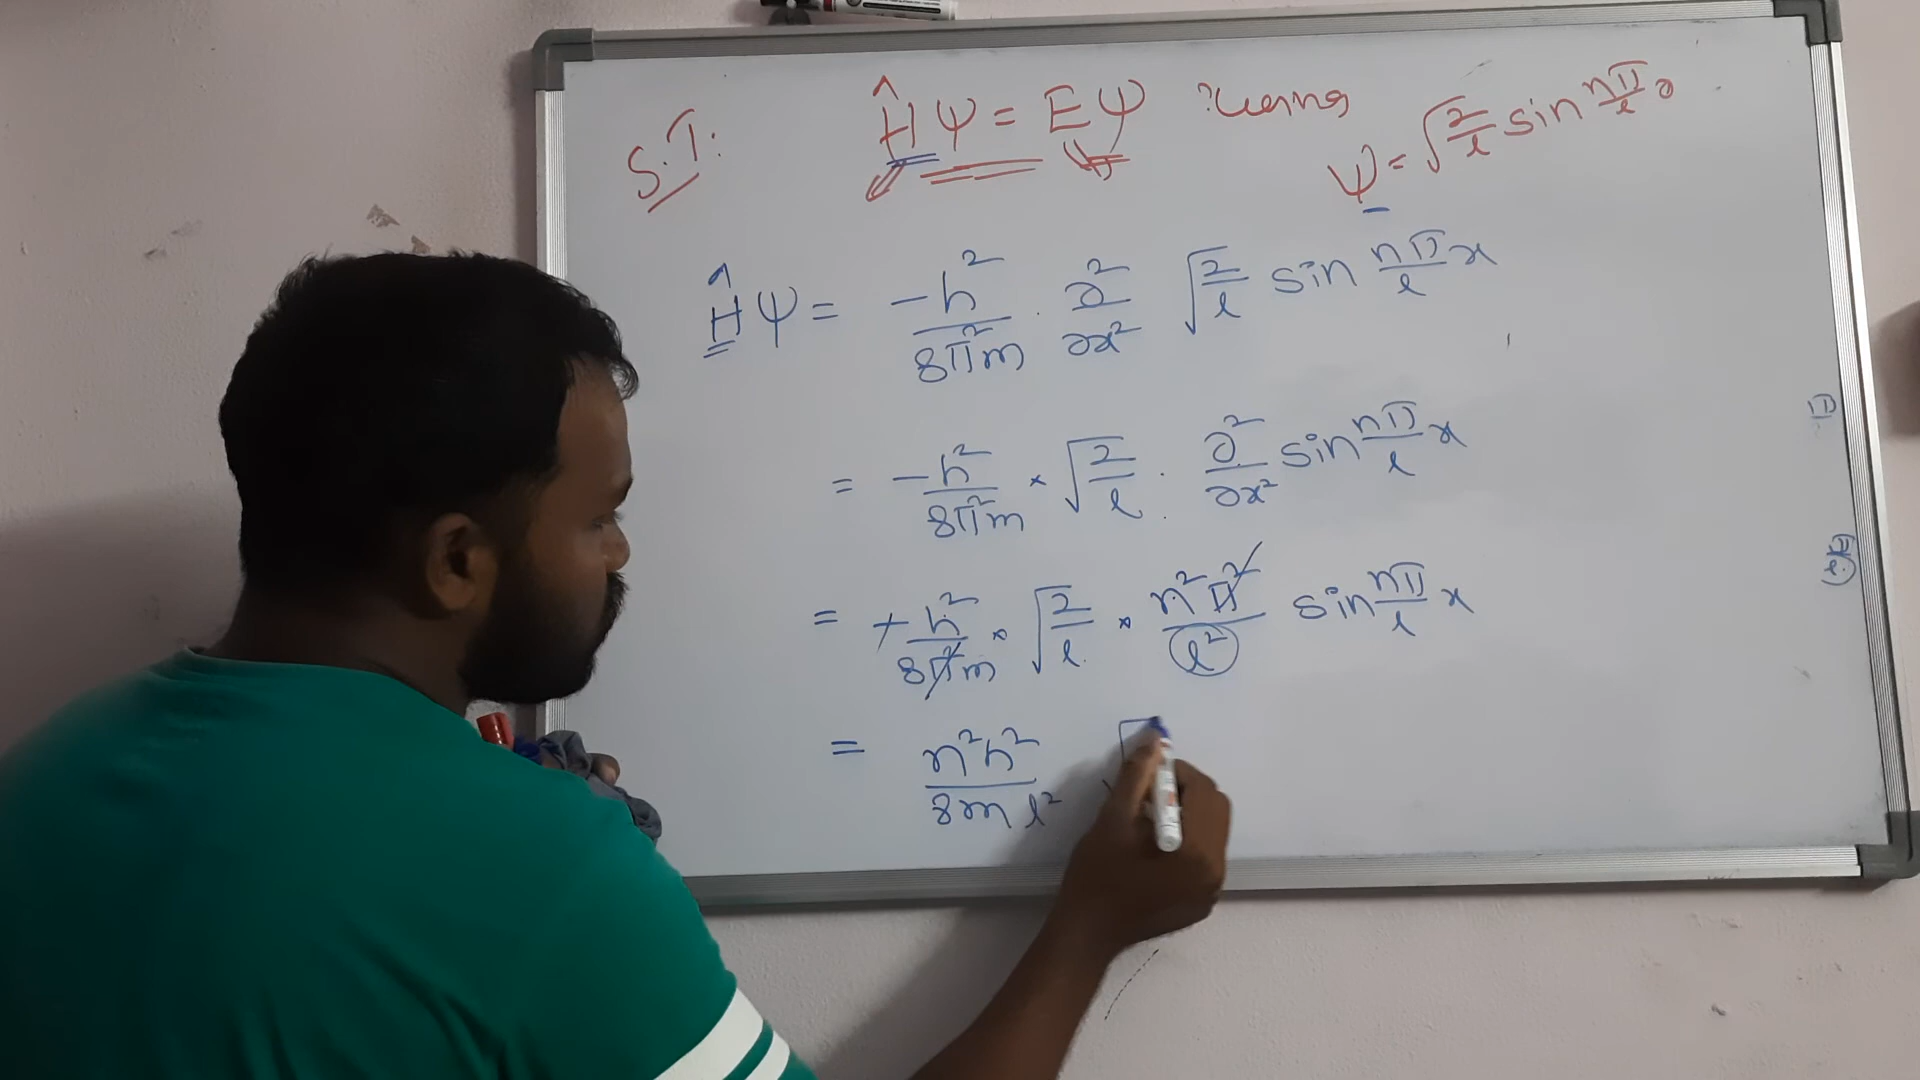 S.T: Ĥψ = Eψ using ψ = √(2/l) sin nπ/l x
Ĥψ = -h²/8π²m . ∂²/∂x² √(2/l) sin nπ/l x
= -h²/8π²m × √(2/l) . ∂²/∂x² sin nπ/l x
= + h²/8π²m × √(2/l) × n²π²/l² sin nπ/l x
= n²h²/8ml² √